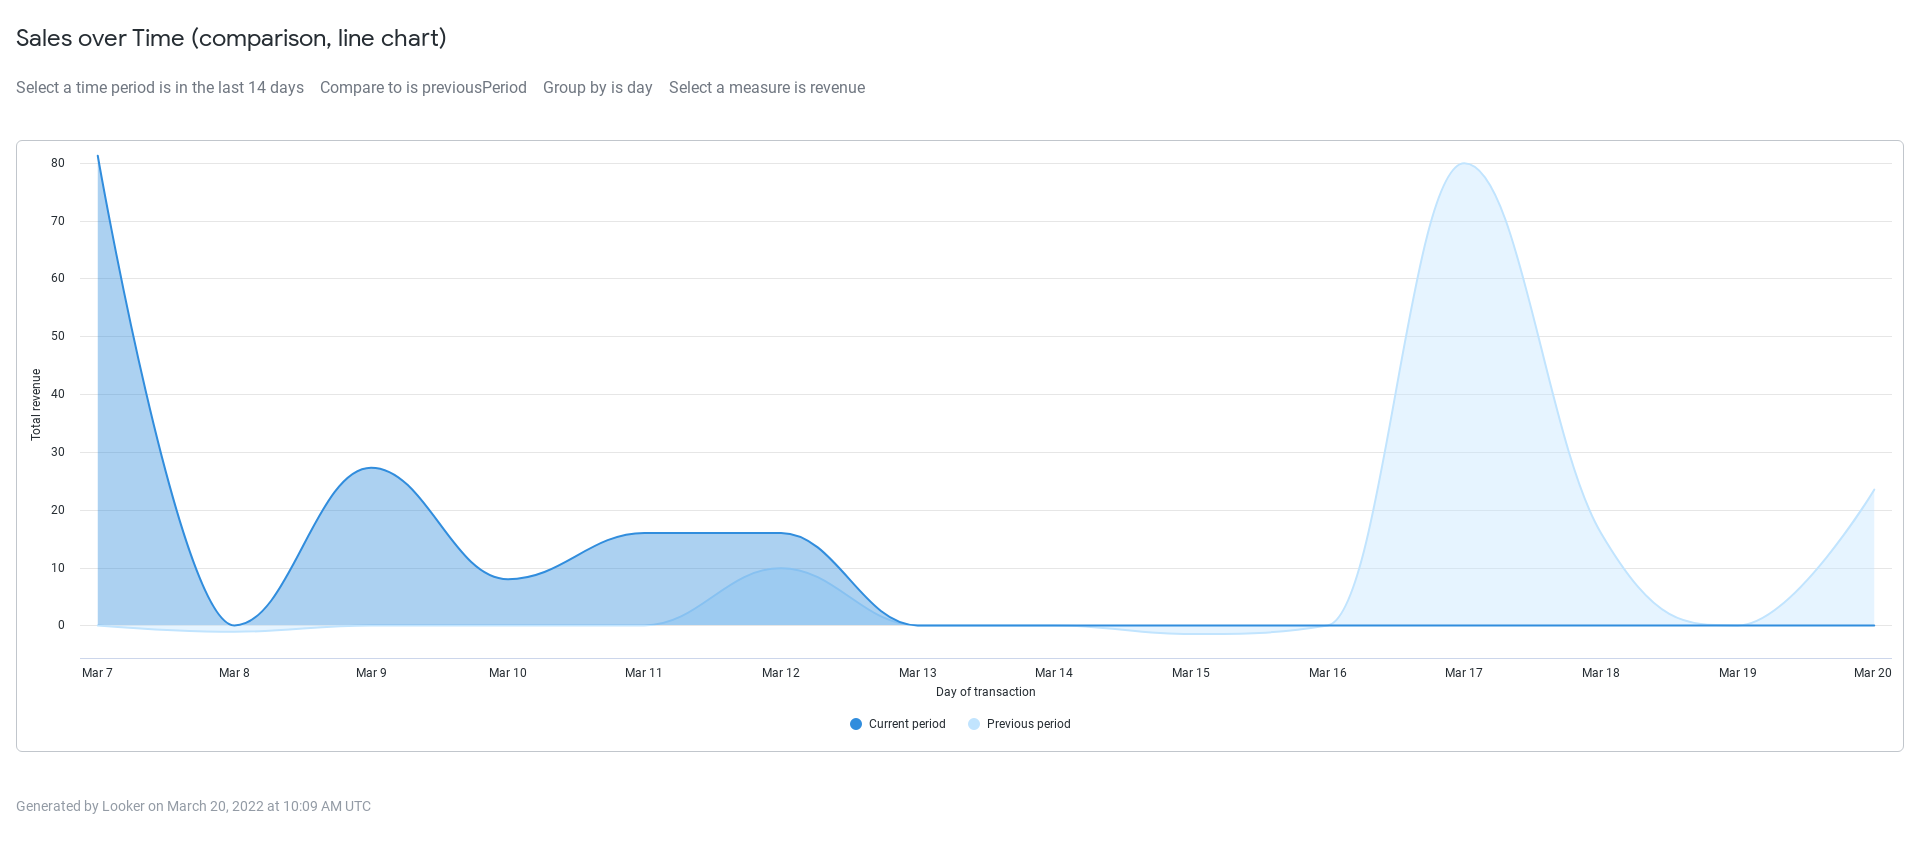 Sales over Time (comparison, line chart)
Select a time period is in the last 14 days Compare to is previousPeriod Group by is day Select a measure is revenue
Total revenue
80
70
60
50
40
30
20
10
0
Mar 7 Mar 8 Mar 9 Mar 10 Mar 11 Mar 12 Mar 13 Mar 14 Mar 15 Mar 16 Mar 17 Mar 18 Mar 19 Mar 20
Day of transaction
Current period Previous period
Generated by Looker on March 20, 2022 at 10:09 AM UTC